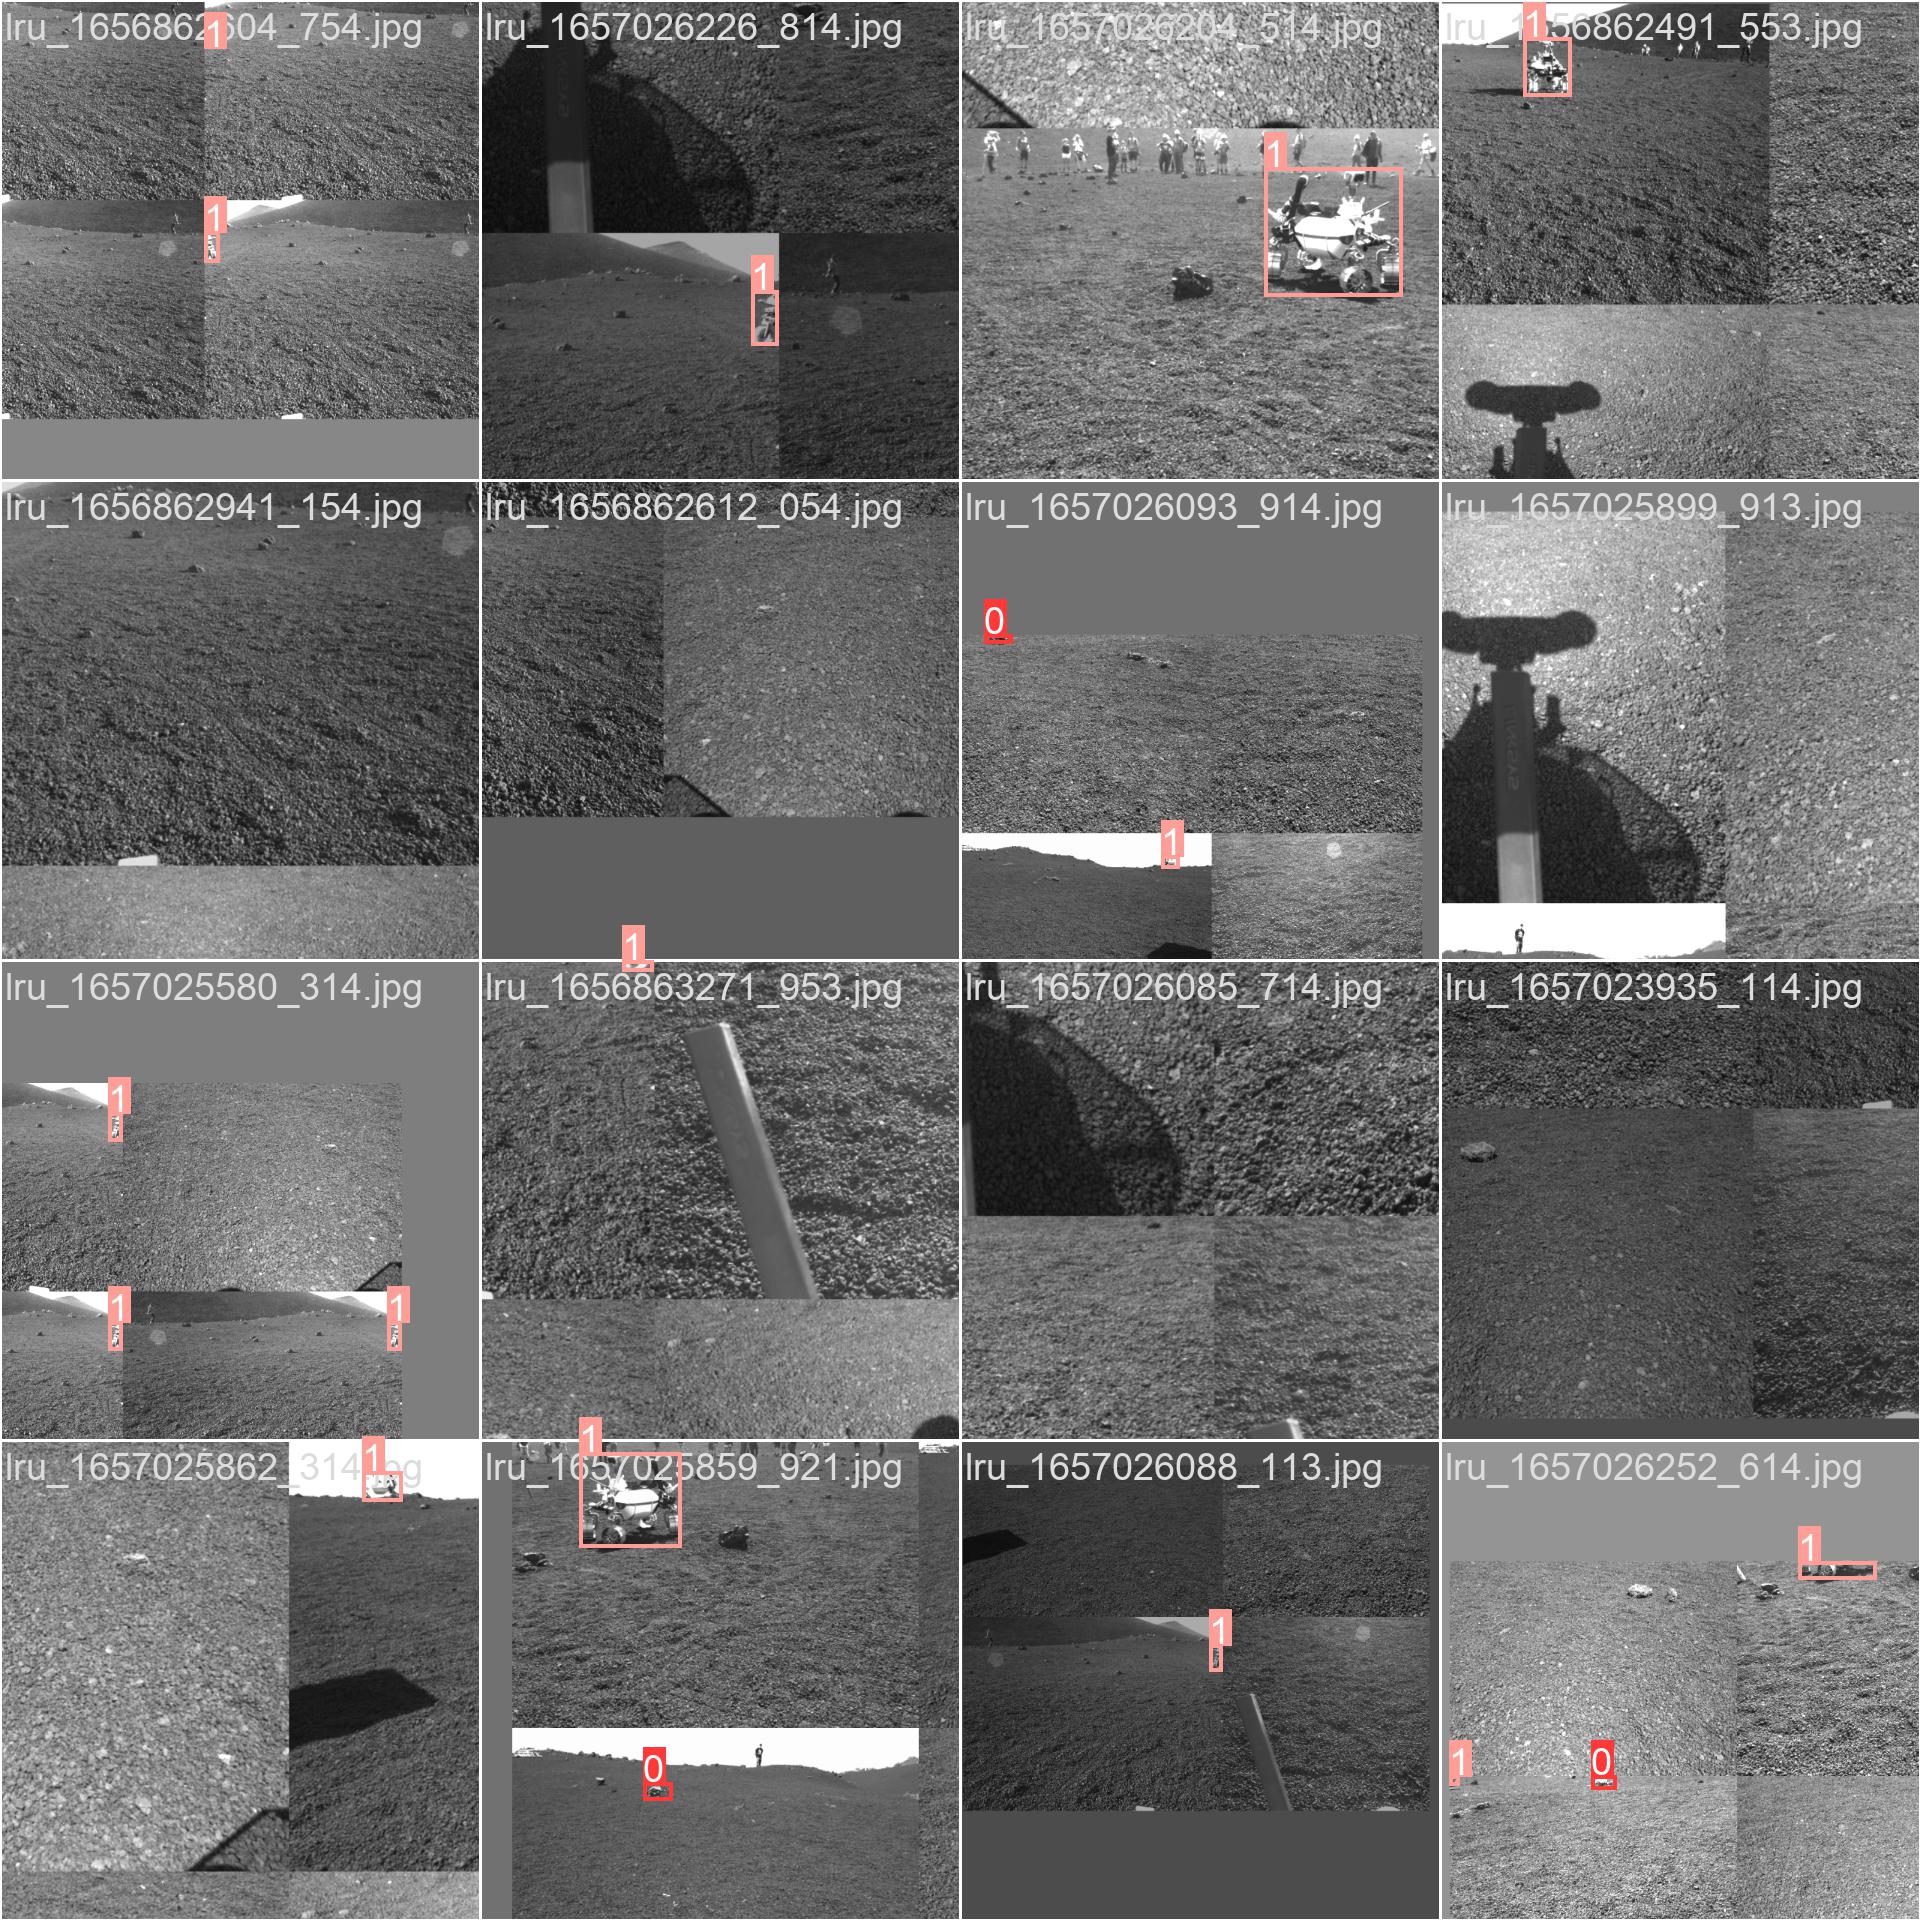 lru_1656862604_754.jpg
1
1
lru_1657026226_814.jpg
1
lru_1657026204_514.jpg
1
lru_1656862491_553.jpg
1
lru_1656862941_154.jpg
lru_1656862612_054.jpg
lru_1657026093_914.jpg
0
1
lru_1657025899_913.jpg
lru_1657025580_314.jpg
1
1
1
lru_1656863271_953.jpg
1
lru_1657026085_714.jpg
lru_1657023935_114.jpg
lru_1657025862_314.jpg
1
lru_1657025859_921.jpg
1
0
lru_1657026088_113.jpg
1
lru_1657026252_614.jpg
1
1
0